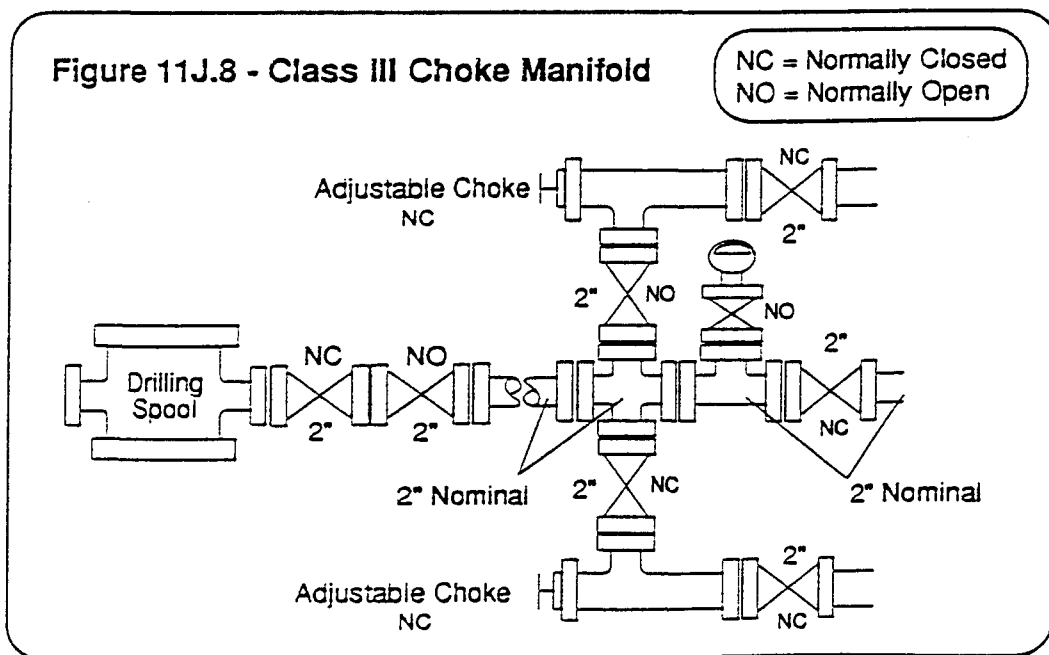 Figure 11J.8 - Class III Choke Manifold
NC = Normally Closed
NO = Normally Open
NC
Adjustable Choke
NC
2"
2"
NO
NO
NC
NO
2"
Drilling
Spool
2"
2"
NC
2" Nominal
2"
NC
2" Nominal
2"
Adjustable Choke
NC
NC